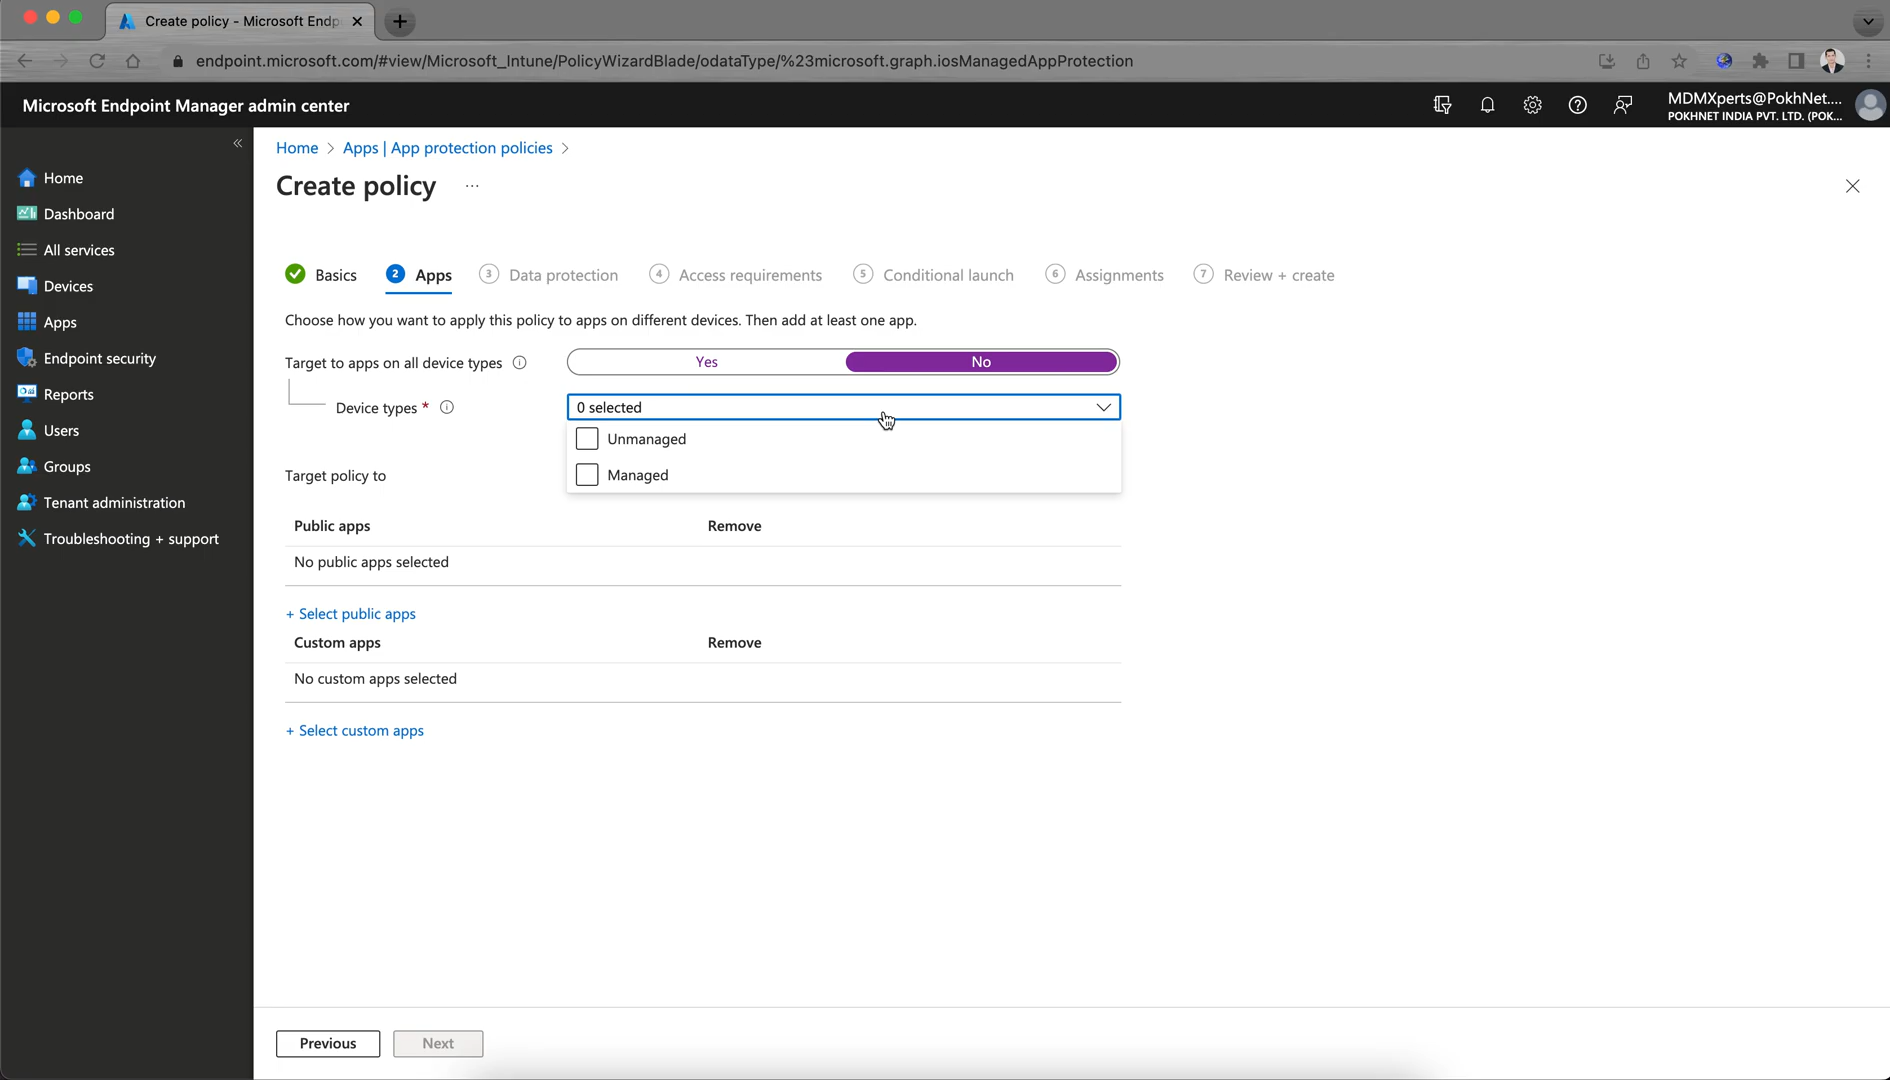 Create policy - Microsoft Endp
endpoint.microsoft.com/#view/Microsoft_Intune/PolicyWizardBlade/odataType/%23microsoft.graph.iosManagedAppProtection
Microsoft Endpoint Manager admin center
MDMXperts@PokhNet....
POKHNET INDIA PVT. LTD. (POK...
Home
Dashboard
All services
Devices
Apps
Endpoint security
Reports
Users
Groups
Tenant administration
Troubleshooting + support
Home > Apps | App protection policies >
Create policy ...
Basics
2 Apps
3 Data protection
4 Access requirements
5 Conditional launch
6 Assignments
7 Review + create
Choose how you want to apply this policy to apps on different devices. Then add at least one app.
Target to apps on all device types
Yes
No
Device types *
0 selected
Unmanaged
Managed
Target policy to
Public apps
Remove
No public apps selected
+ Select public apps
Custom apps
Remove
No custom apps selected
+ Select custom apps
Previous
Next